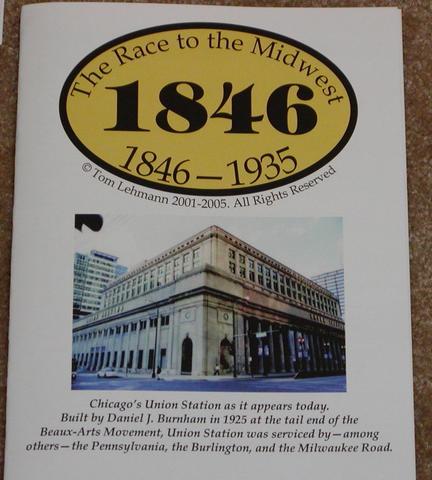 The Race to the Midwest
1846
1846—1935
© Tom Lehmann 2001-2005. All Rights Reserved
Chicago's Union Station as it appears today.
Built by Daniel J. Burnham in 1925 at the tail end of the
Beaux-Arts Movement, Union Station was serviced by—among
others—the Pennsylvania, the Burlington, and the Milwaukee Road.